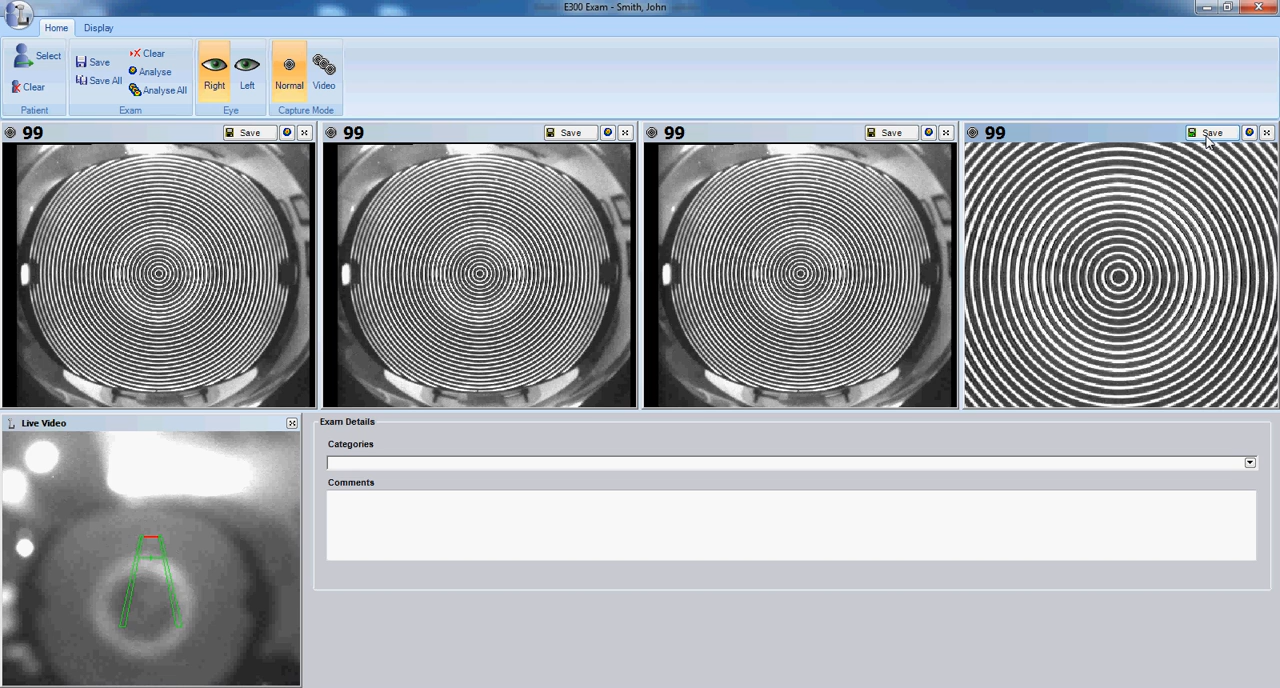 E300 Exam - Smith, John
Home Display
Select
Clear
Patient
Save
Save All
Clear
Analyse
Analyse All
Exam
Right Left
Eye
Normal Video
Capture Mode
99 Save
99 Save
99 Save
99 Save
Live Video
Exam Details
Categories
Comments